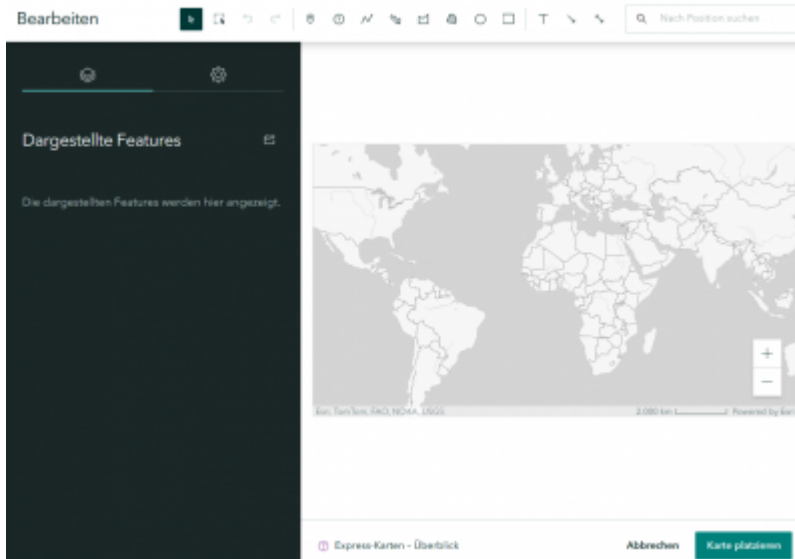 Bearbeiten
Nach Position suchen
Dargestellte Features
Die dargestellten Features werden hier angezeigt.
Esri, TomTom, FAO, NOAA, USGS
2.000 km
Powered by Esri
Express-Karten – Überblick
Abbrechen
Karte platzieren